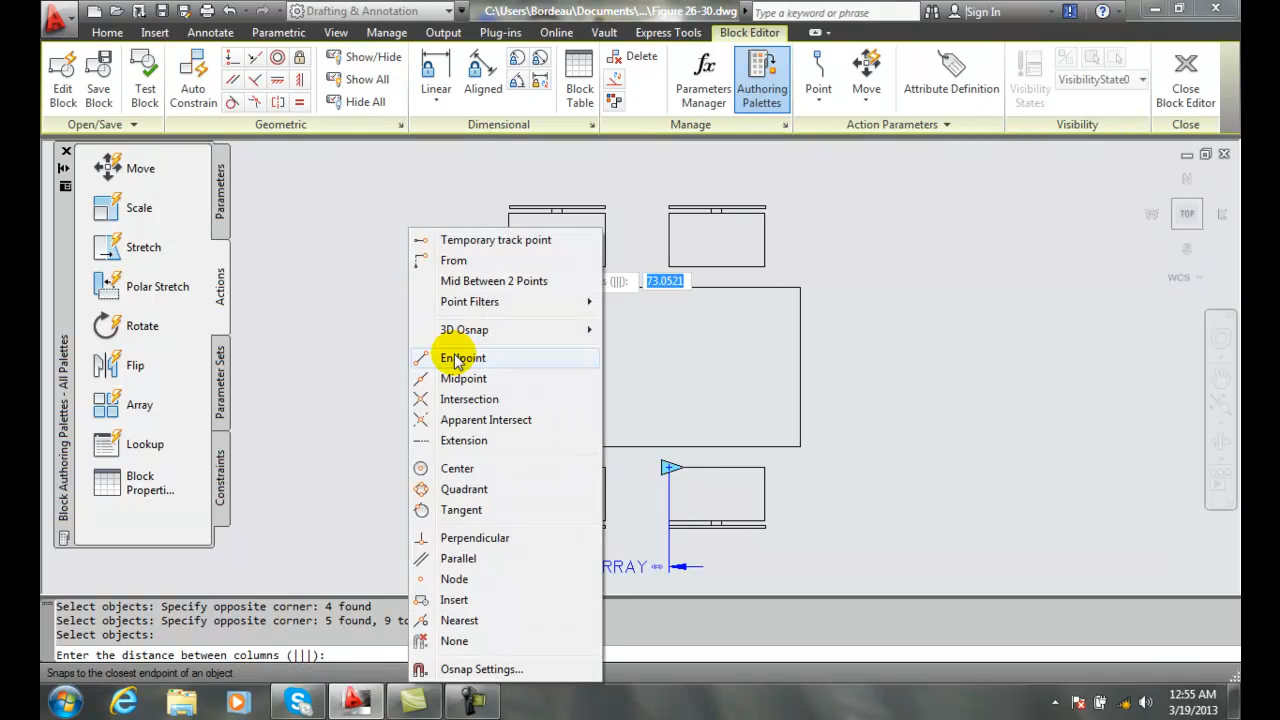 Drafting & Annotation
C:\Users\Bordeau\Documents\...\Figure 26-30.dwg
Type a keyword or phrase
Sign In
Home Insert Annotate Parametric View Manage Output Plug-ins Online Vault Express Tools Block Editor
Edit Block
Save Block
Test Block
Open/Save
Auto Constrain
Show/Hide
Show All
Hide All
Geometric
Linear
Aligned
Dimensional
Block Table
Delete
Parameters Manager
Authoring Palettes
Manage
Point
Move
Attribute Definition
Action Parameters
Visibility States
VisibilityState0
Visibility
Close Block Editor
Close
Move
Scale
Stretch
Polar Stretch
Rotate
Flip
Array
Lookup
Block Properti...
Parameters
Actions
Parameter Sets
Constraints
Block Authoring Palettes - All Palettes
Temporary track point
From
Mid Between 2 Points
Point Filters
3D Osnap
Endpoint
Midpoint
Intersection
Apparent Intersect
Extension
Center
Quadrant
Tangent
Perpendicular
Parallel
Node
Insert
Nearest
None
Osnap Settings...
s (|||):
73.0521
RRAY
N
W
TOP
E
S
WCS
Select objects: Specify opposite corner: 4 found
Select objects: Specify opposite corner: 5 found, 9 to
Select objects:
Enter the distance between columns (|||):
Snaps to the closest endpoint of an object
12:55 AM
3/19/2013